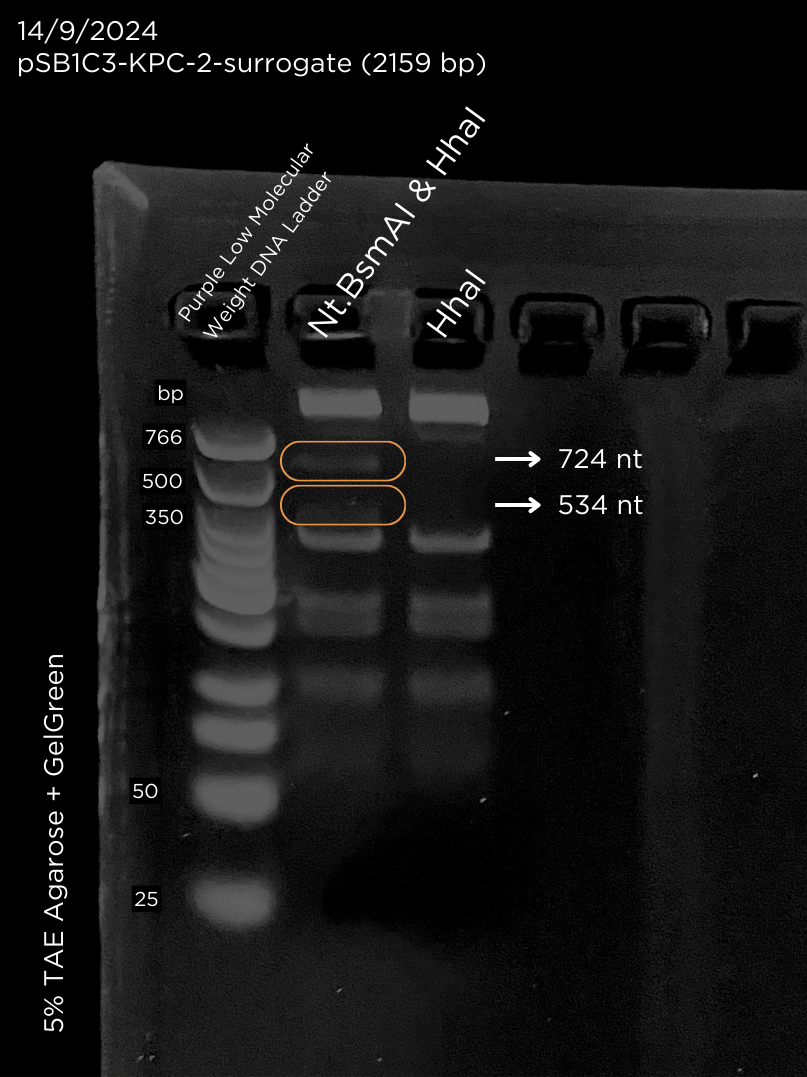 14/9/2024
pSB1C3-KPC-2-surrogate (2159 bp)
Purple Low Molecular
Weight DNA Ladder
Nt.BsmAI & HhaI
HhaI
bp
766
500
350
50
25
724 nt
534 nt
5% TAE Agarose + GelGreen